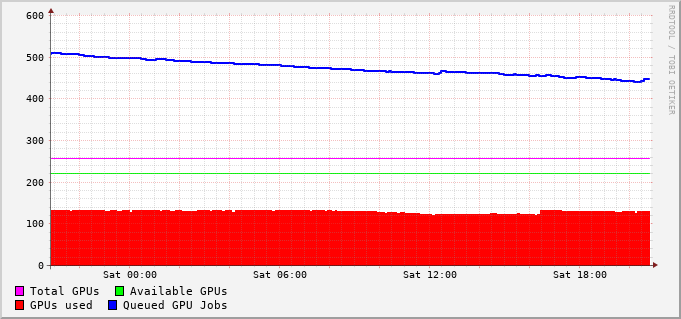 600
500
400
300
200
100
0
Sat 00:00 Sat 06:00 Sat 12:00 Sat 18:00
Total GPUs Available GPUs
GPUs used Queued GPU Jobs
RRDTOOL / TOBI OETIKER